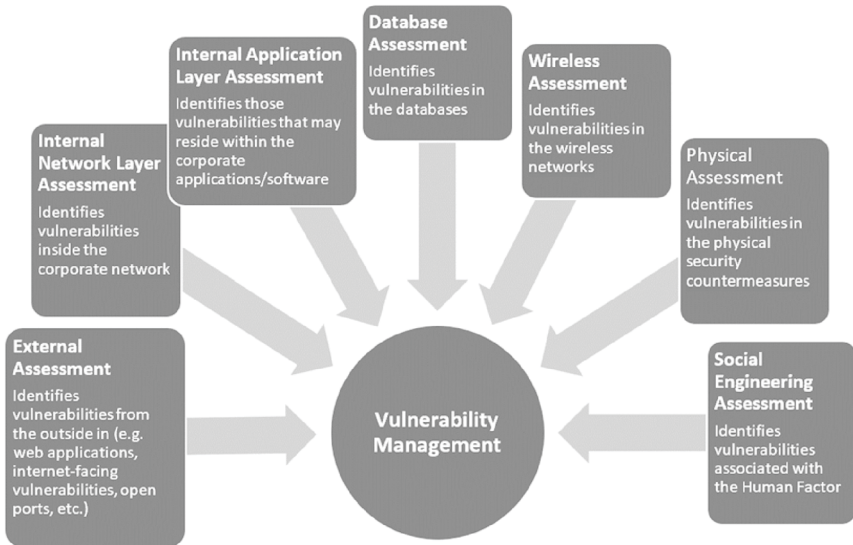 External
Assessment
Identifies
vulnerabilities from
the outside in (e.g.
web applications,
internet-facing
vulnerabilities, open
ports, etc.)
Internal
Network Layer
Assessment
Identifies
vulnerabilities
inside the
corporate network
Internal Application
Layer Assessment
Identifies those
vulnerabilities that may
reside within the
corporate
applications/software
Database
Assessment
Identifies
vulnerabilities in
the databases
Wireless
Assessment
Identifies
vulnerabilities in
the wireless
networks
Physical
Assessment
Identifies
vulnerabilities in
the physical
security
countermeasures
Social
Engineering
Assessment
Identifies
vulnerabilities
associated with
the Human Factor
Vulnerability
Management